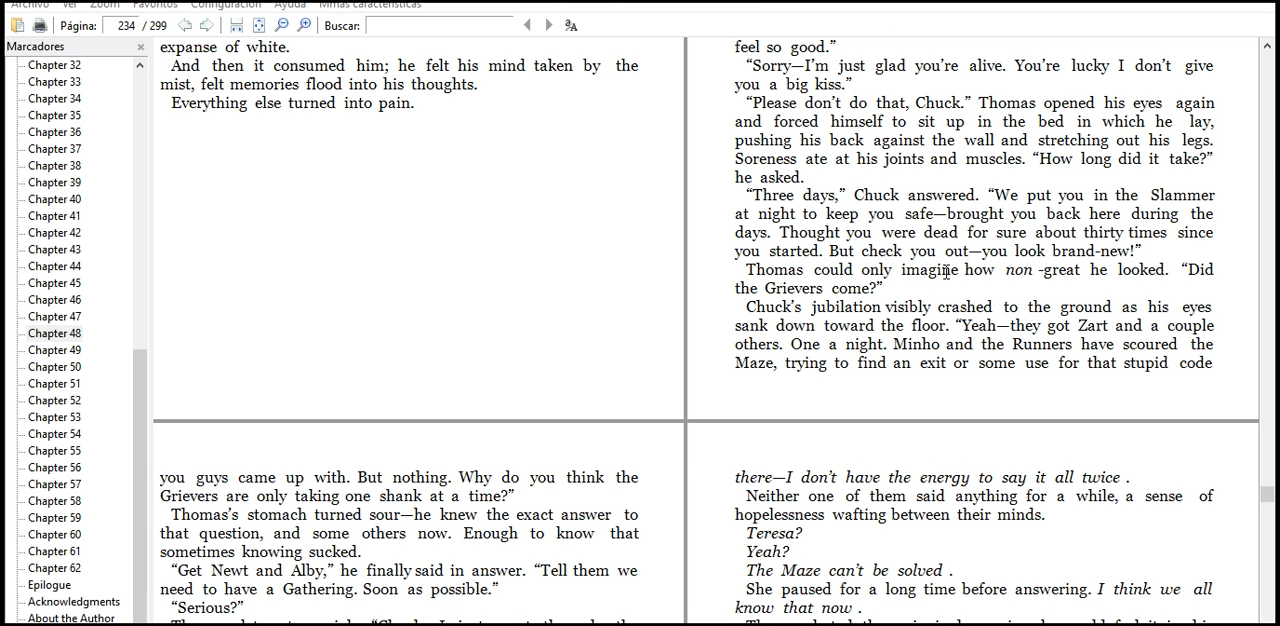 Archivo Ver Zoom Favoritos Configuración Ayuda Mimas características
Página: 234 / 299 Buscar:
Marcadores
Chapter 32
Chapter 33
Chapter 34
Chapter 35
Chapter 36
Chapter 37
Chapter 38
Chapter 39
Chapter 40
Chapter 41
Chapter 42
Chapter 43
Chapter 44
Chapter 45
Chapter 46
Chapter 47
Chapter 48
Chapter 49
Chapter 50
Chapter 51
Chapter 52
Chapter 53
Chapter 54
Chapter 55
Chapter 56
Chapter 57
Chapter 58
Chapter 59
Chapter 60
Chapter 61
Chapter 62
Epilogue
Acknowledgments
About the Author
expanse of white.
And then it consumed him; he felt his mind taken by the
mist, felt memories flood into his thoughts.
Everything else turned into pain.
feel so good.”
“Sorry—I’m just glad you’re alive. You’re lucky I don’t give
you a big kiss.”
“Please don’t do that, Chuck.” Thomas opened his eyes again
and forced himself to sit up in the bed in which he lay,
pushing his back against the wall and stretching out his legs.
Soreness ate at his joints and muscles. “How long did it take?”
he asked.
“Three days,” Chuck answered. “We put you in the Slammer
at night to keep you safe—brought you back here during the
days. Thought you were dead for sure about thirty times since
you started. But check you out—you look brand-new!”
Thomas could only imagine how non -great he looked. “Did
the Grievers come?”
Chuck’s jubilation visibly crashed to the ground as his eyes
sank down toward the floor. “Yeah—they got Zart and a couple
others. One a night. Minho and the Runners have scoured the
Maze, trying to find an exit or some use for that stupid code
you guys came up with. But nothing. Why do you think the
Grievers are only taking one shank at a time?”
Thomas’s stomach turned sour—he knew the exact answer to
that question, and some others now. Enough to know that
sometimes knowing sucked.
“Get Newt and Alby,” he finally said in answer. “Tell them we
need to have a Gathering. Soon as possible.”
“Serious?”
there—I don’t have the energy to say it all twice .
Neither one of them said anything for a while, a sense of
hopelessness wafting between their minds.
Teresa?
Yeah?
The Maze can’t be solved .
She paused for a long time before answering. I think we all
know that now .